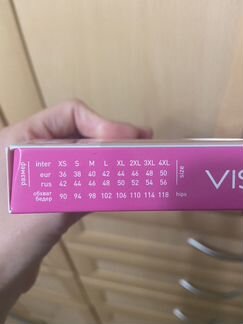 размер
inter XS S M L XL 2XL 3XL 4XL
eur 36 38 40 42 44 46 48 50
rus 42 44 46 48 50 52 54 56
обхват бедер 90 94 98 102 106 110 114 118 hips
size
VIS